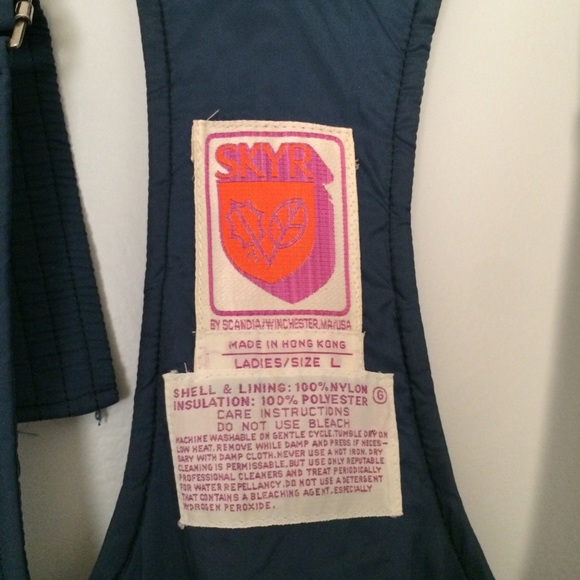 SKYR
BY SCANDIA/WINCHESTER, MA/USA
MADE IN HONG KONG
LADIES/SIZE L
SHELL & LINING: 100% NYLON
INSULATION: 100% POLYESTER 6
CARE INSTRUCTIONS
DO NOT USE BLEACH
MACHINE WASHABLE ON GENTLE CYCLE. TUMBLE DRY ON
LOW HEAT. REMOVE WHILE DAMP AND PRESS IF NECES-
SARY WITH DAMP CLOTH. NEVER USE A HOT IRON. DRY
CLEANING IS PERMISSABLE. BUT USE ONLY REPUTABLE
PROFESSIONAL CLEANERS AND TREAT PERIODICALLY
FOR WATER REPELLANCY. DO NOT USE A DETERGENT
THAT CONTAINS A BLEACHING AGENT. ESPECIALLY
HYDROGEN PEROXIDE.